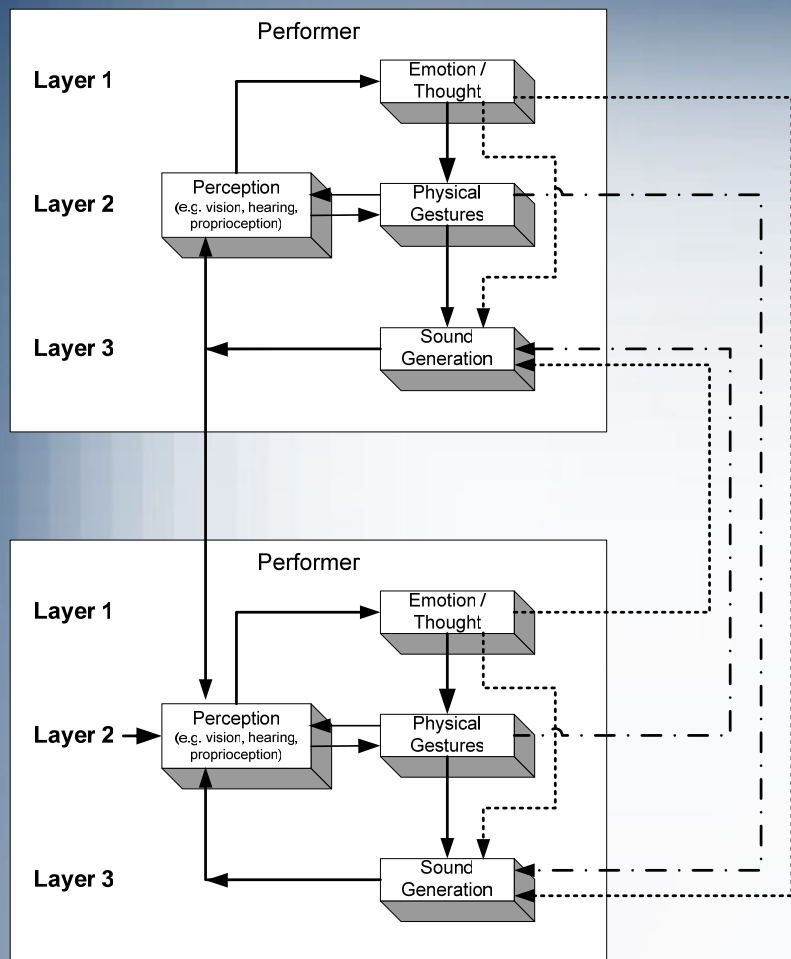 Performer
Layer 1
Emotion /
Thought
Layer 2
Perception
(e.g. vision, hearing,
proprioception)
Physical
Gestures
Layer 3
Sound
Generation
Performer
Layer 1
Emotion /
Thought
Layer 2
Perception
(e.g. vision, hearing,
proprioception)
Physical
Gestures
Layer 3
Sound
Generation